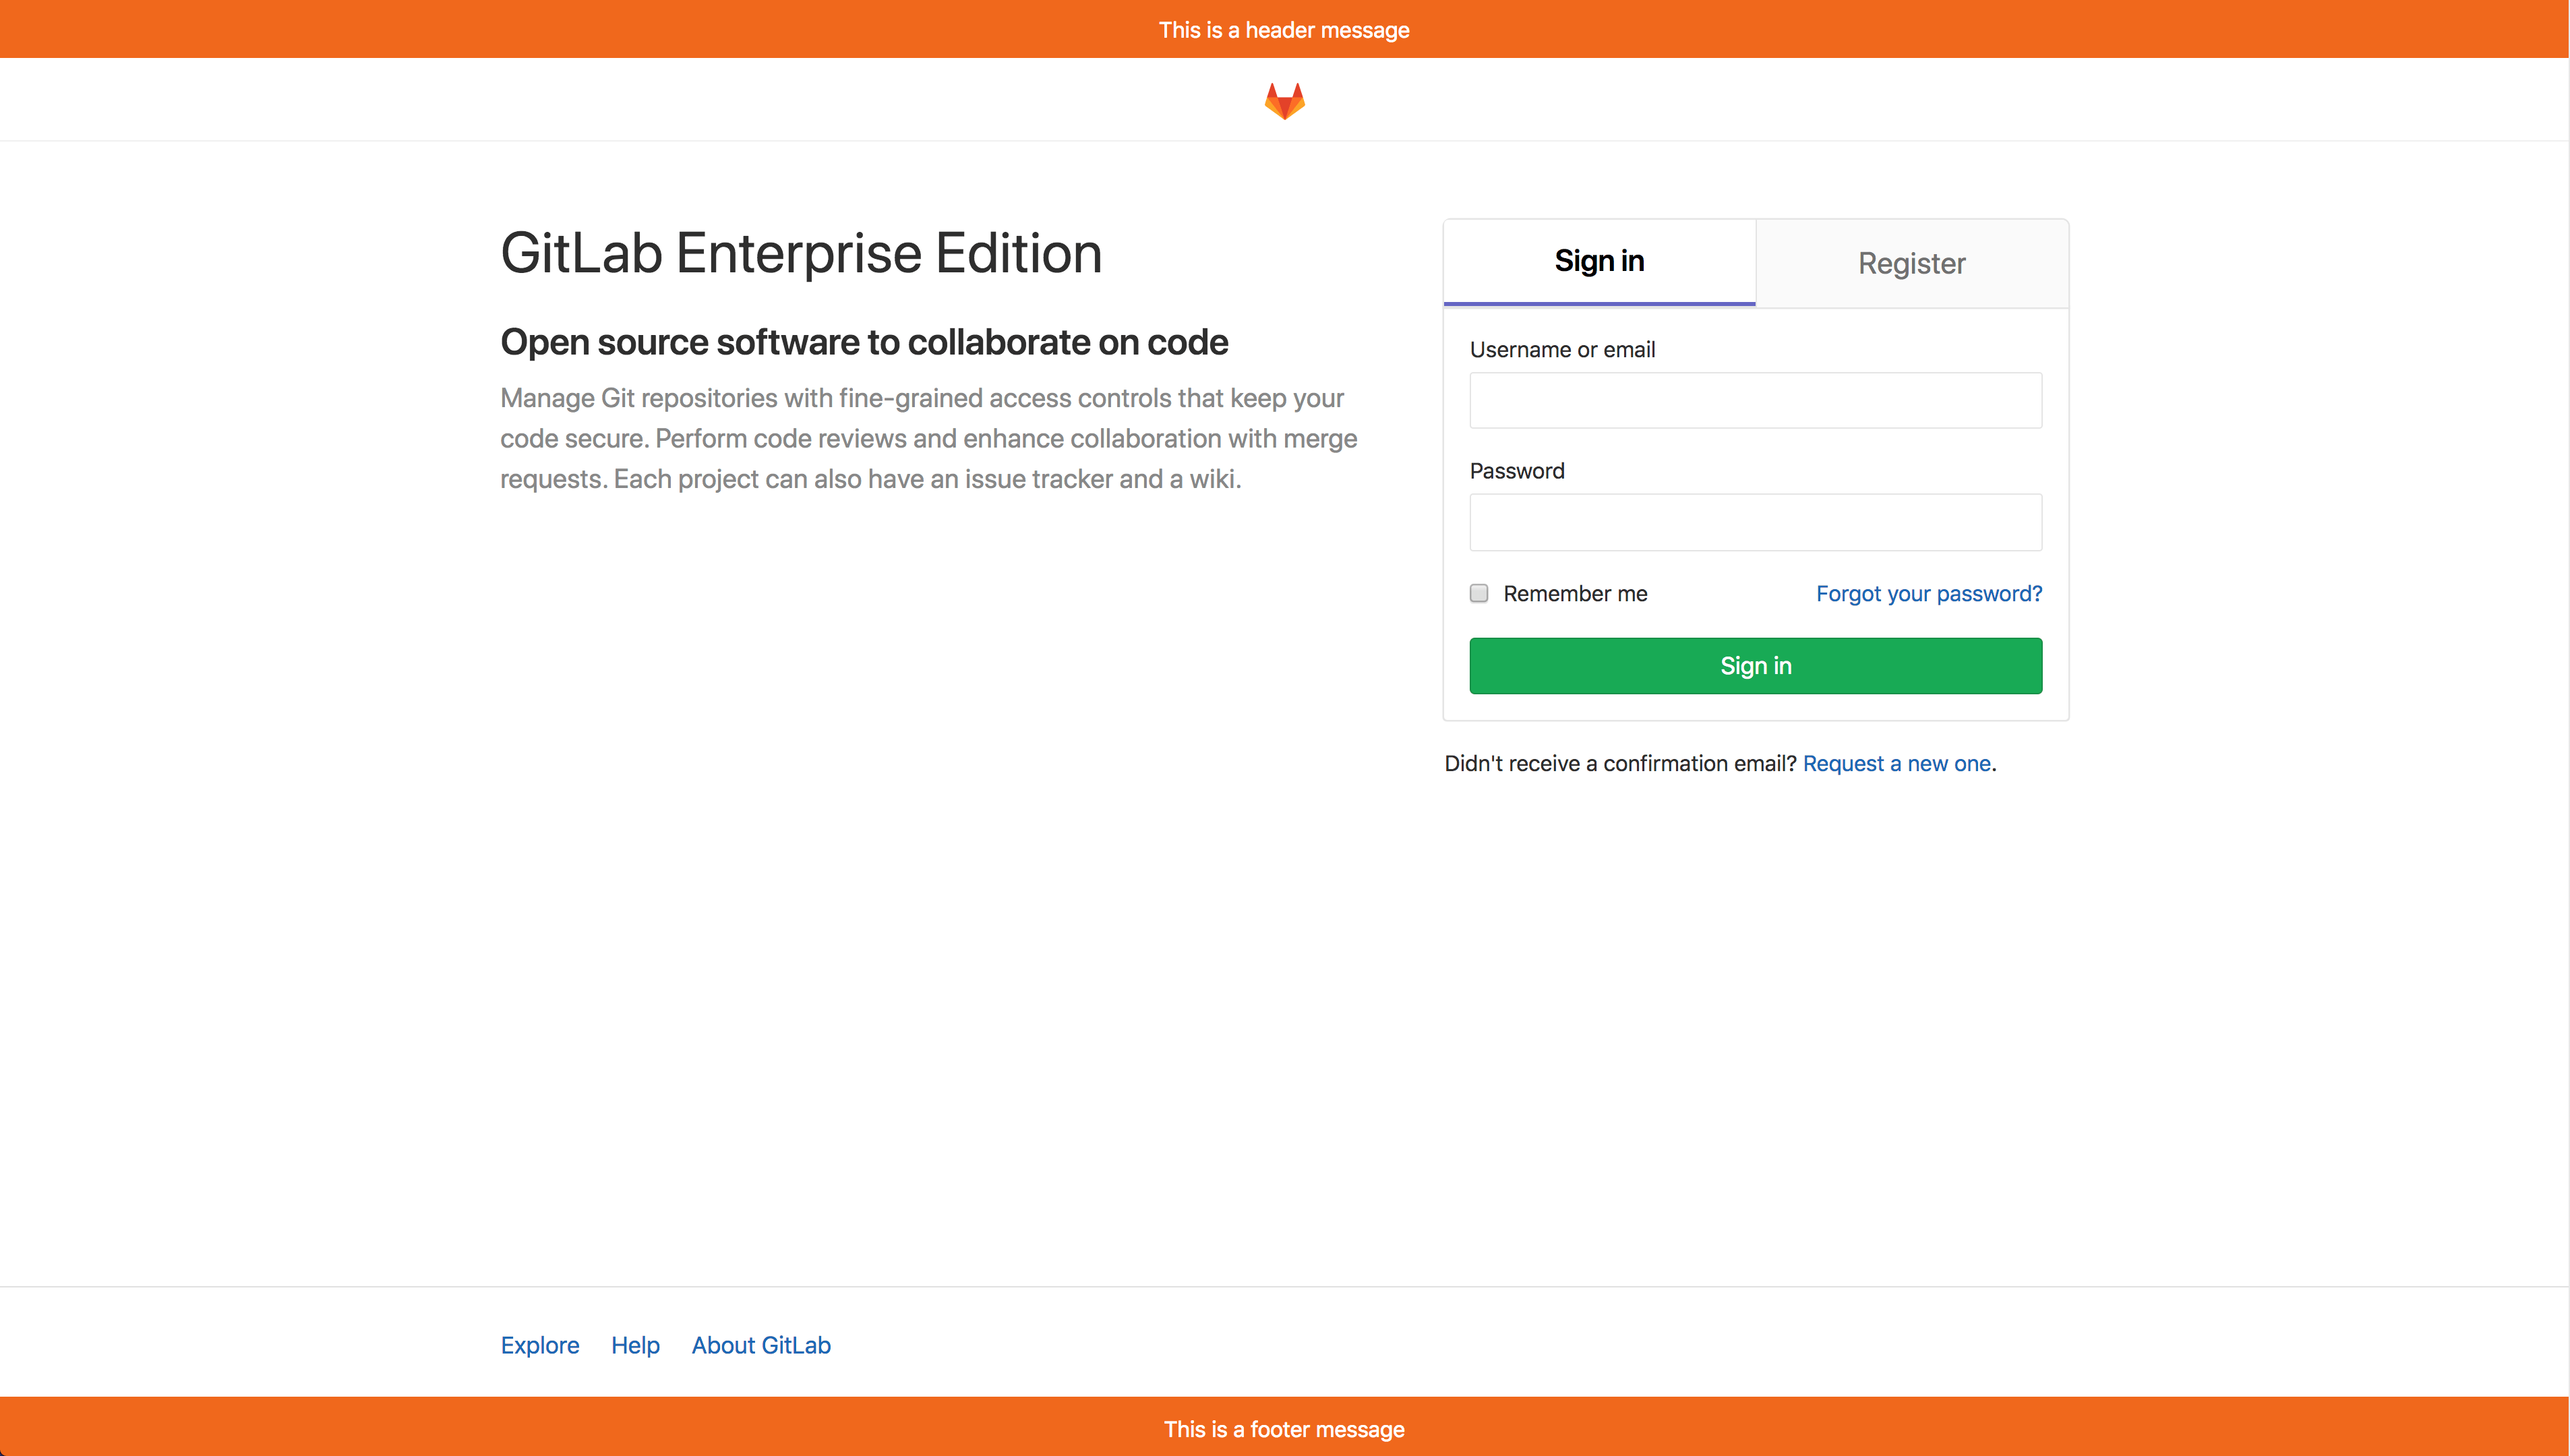 This is a header message
GitLab Enterprise Edition
Open source software to collaborate on code
Manage Git repositories with fine-grained access controls that keep your
code secure. Perform code reviews and enhance collaboration with merge
requests. Each project can also have an issue tracker and a wiki.
Sign in
Register
Username or email
Password
Remember me
Forgot your password?
Sign in
Didn't receive a confirmation email? Request a new one.
Explore
Help
About GitLab
This is a footer message